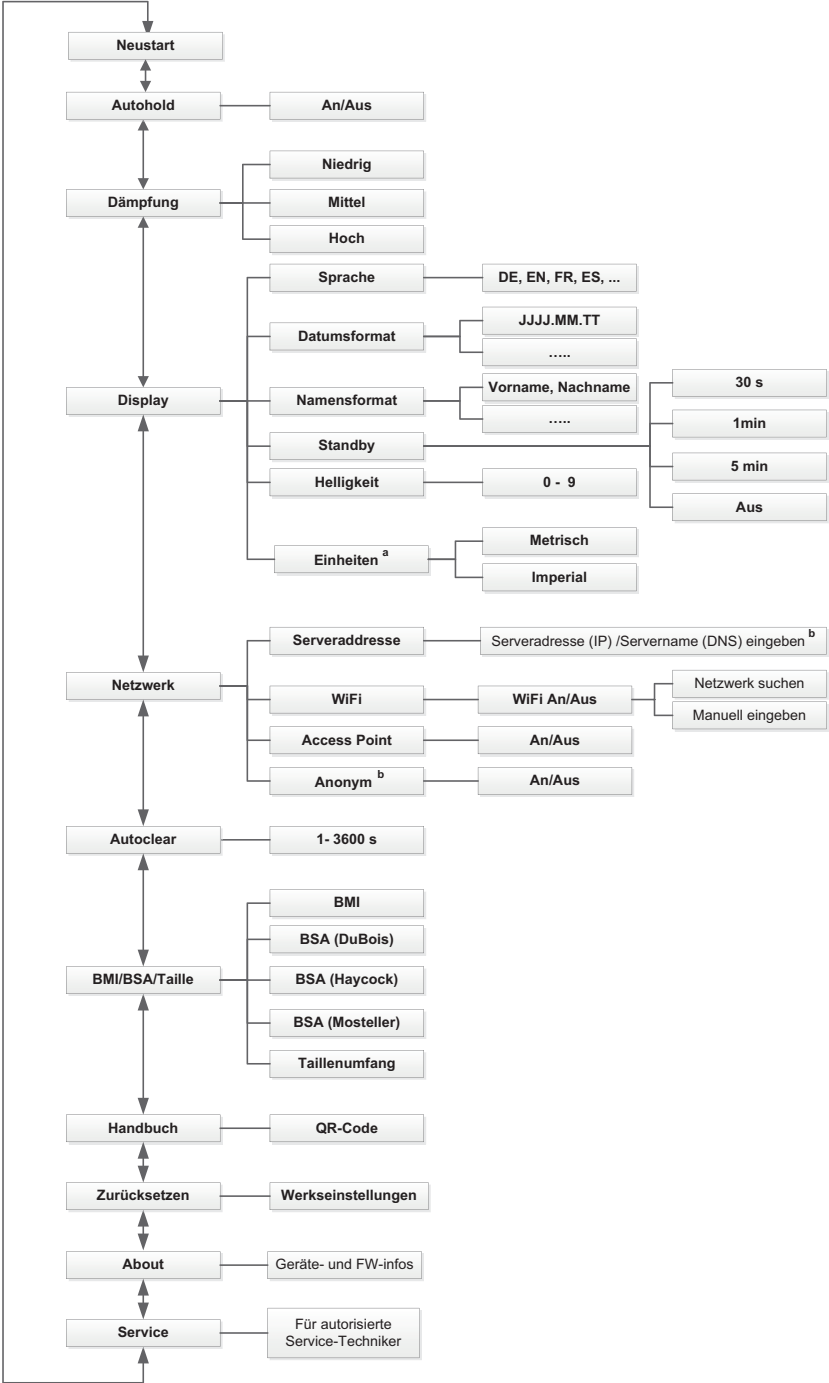 Neustart
Autohold
An/Aus
Dämpfung
Niedrig
Mittel
Hoch
Display
Sprache
DE, EN, FR, ES, ...
Datumsformat
JJJJ.MM.TT
.....
Namensformat
Vorname, Nachname
.....
Standby
30 s
1min
5 min
Aus
Helligkeit
0 - 9
Einheiten a
Metrisch
Imperial
Netzwerk
Serveraddresse
Serveradresse (IP) /Servername (DNS) eingeben b
WiFi
WiFi An/Aus
Netzwerk suchen
Manuell eingeben
Access Point
An/Aus
Anonym b
An/Aus
Autoclear
1- 3600 s
BMI/BSA/Taille
BMI
BSA (DuBois)
BSA (Haycock)
BSA (Mosteller)
Taillenumfang
Handbuch
QR-Code
Zurücksetzen
Werkseinstellungen
About
Geräte- und FW-infos
Service
Für autorisierte
Service-Techniker